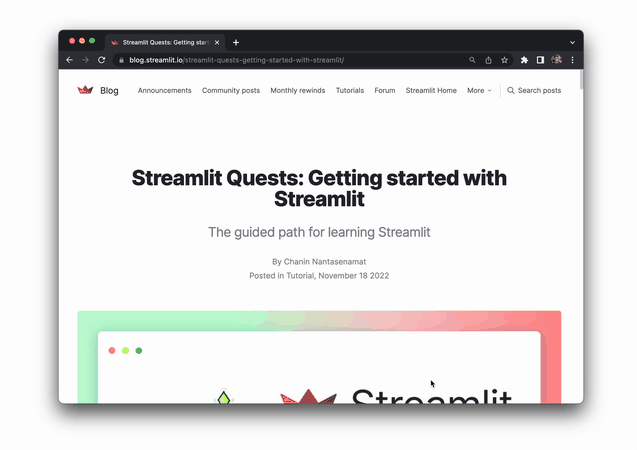 Streamlit Quests: Getting start
blog.streamlit.io/streamlit-quests-getting-started-with-streamlit/
Blog Announcements Community posts Monthly rewinds Tutorials Forum Streamlit Home More Search posts
Streamlit Quests: Getting started with
Streamlit
The guided path for learning Streamlit
By Chanin Nantasenamat
Posted in Tutorial, November 18 2022
Streamlit